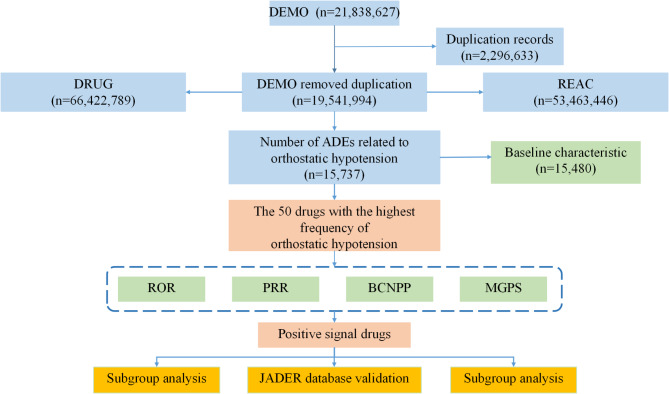 DEMO (n=21,838,627)
Duplication records
(n=2,296,633)
DRUG
(n=66,422,789)
DEMO removed duplication
(n=19,541,994)
REAC
(n=53,463,446)
Number of ADEs related to
orthostatic hypotension
(n=15,737)
Baseline characteristic
(n=15,480)
The 50 drugs with the highest
frequency of
orthostatic hypotension
ROR
PRR
BCNPP
MGPS
Positive signal drugs
Subgroup analysis
JADER database validation
Subgroup analysis